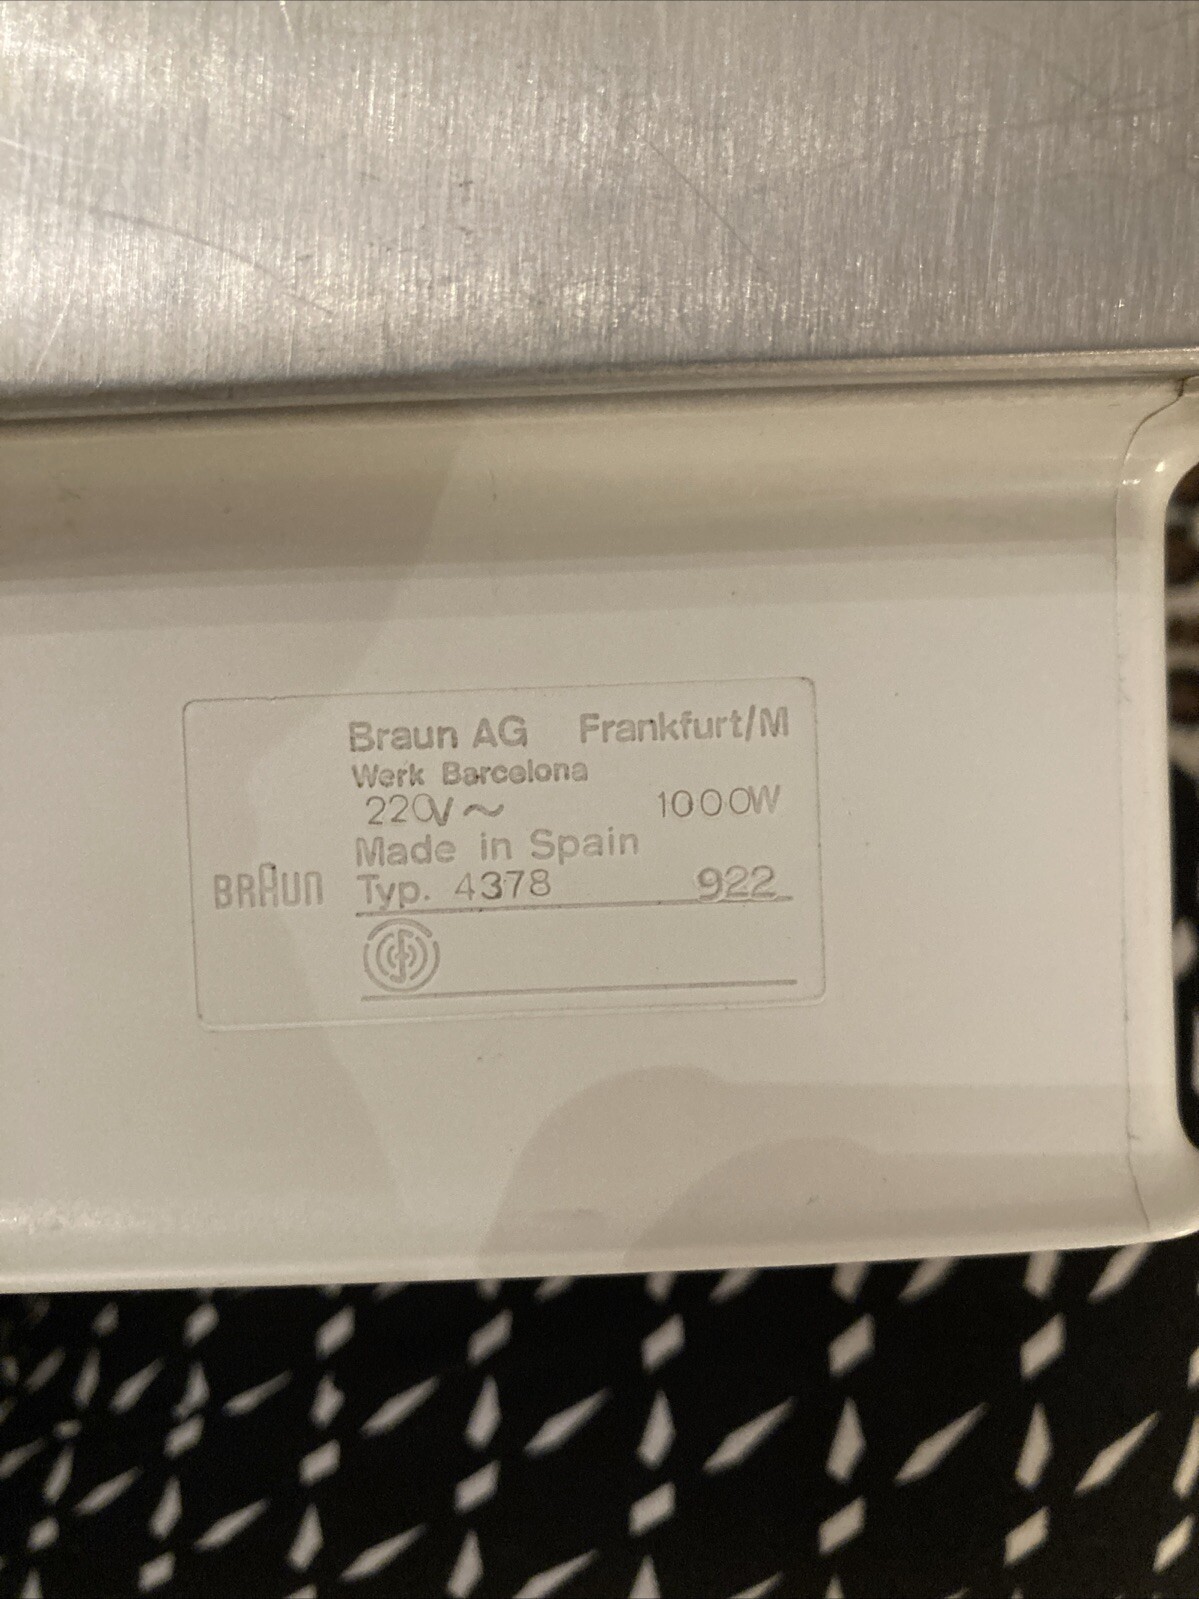 Braun AG Frankfurt/M
Werk Barcelona
220V~ 1000W
Made in Spain
BRAUN Typ. 4378 922